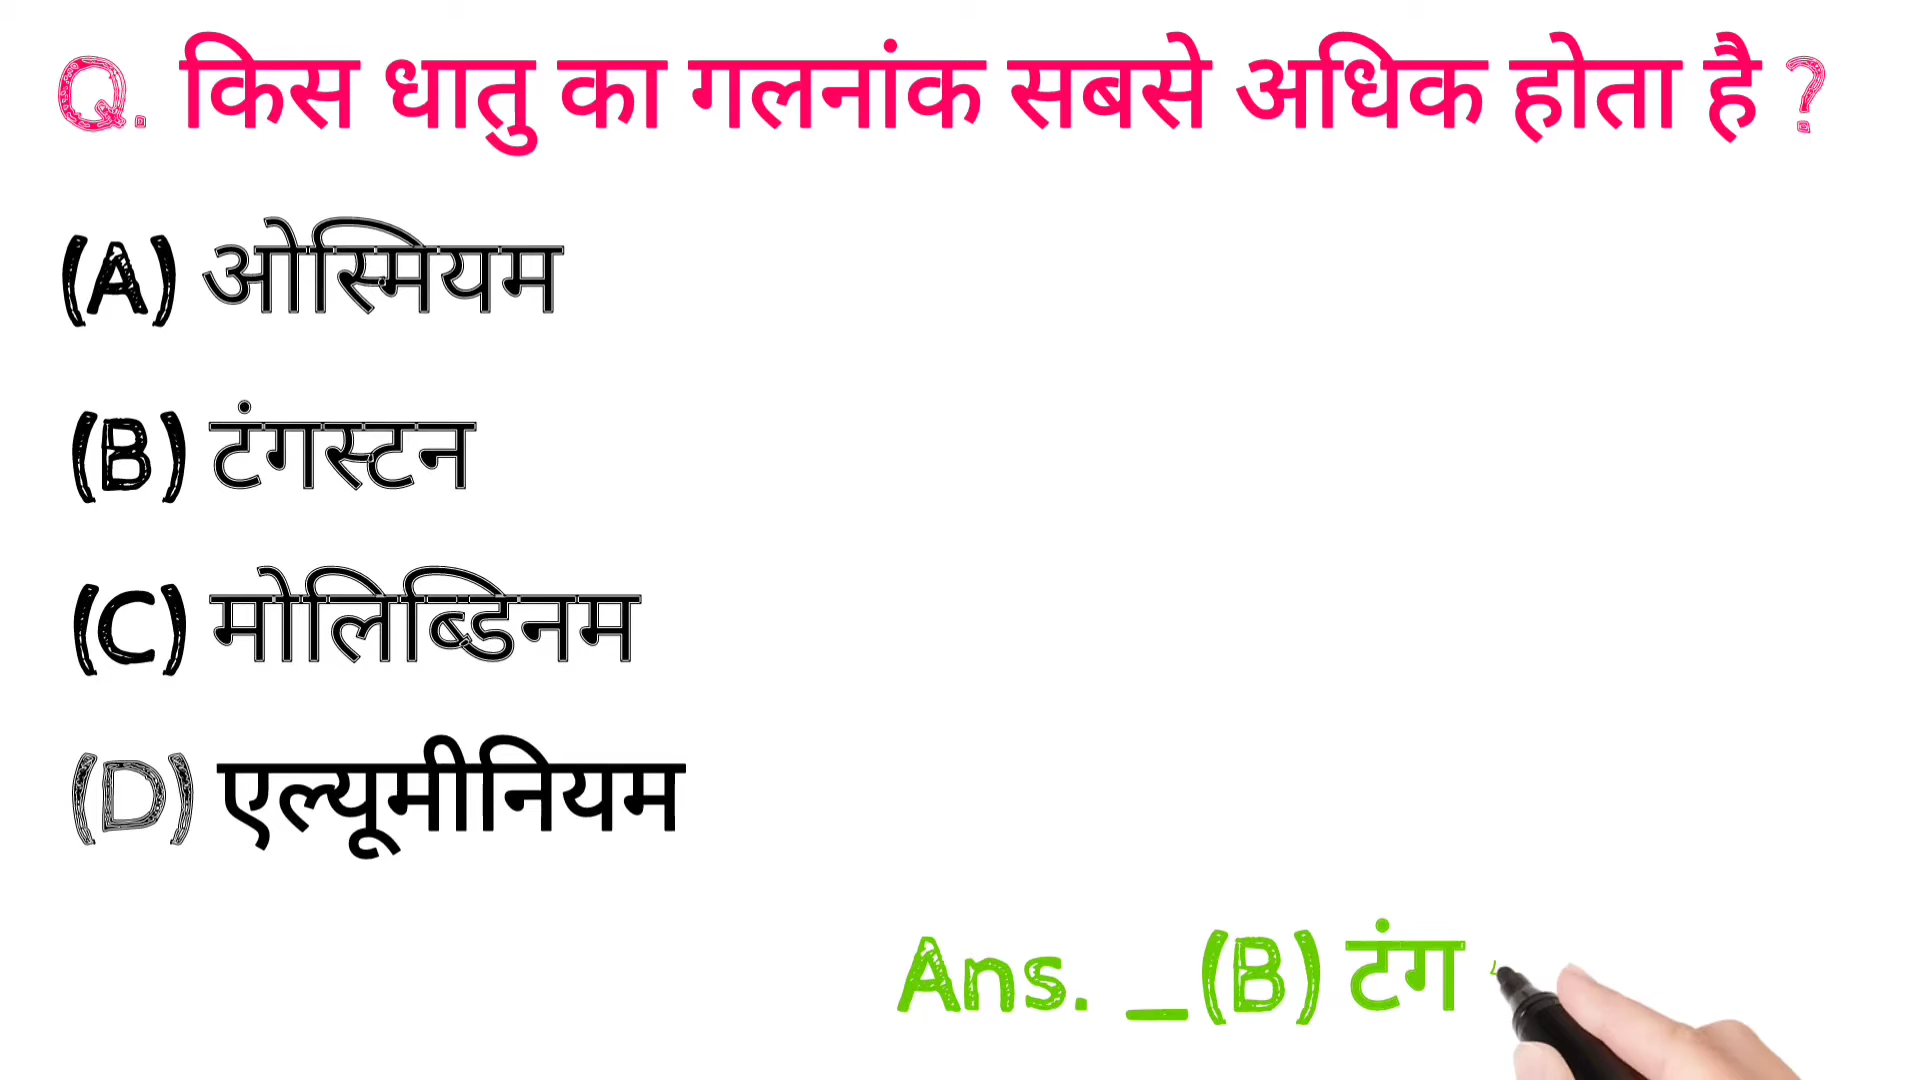 Q. किस धातु का गलनांक सबसे अधिक होता है ?
(A) ओस्मियम
(B) टंगस्टन
(C) मोलिब्डिनम
(D) एल्यूमीनियम
Ans. _(B) टंग